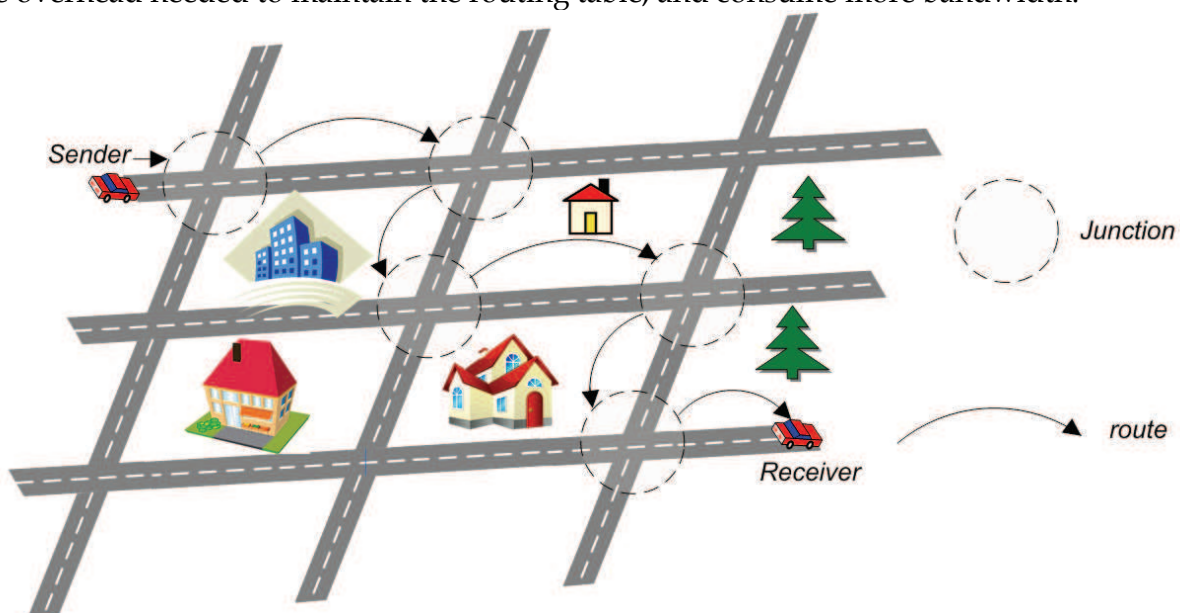 overhead needed to maintain the routing table, and consume more bandwidth.
Sender
Junction
route
Receiver